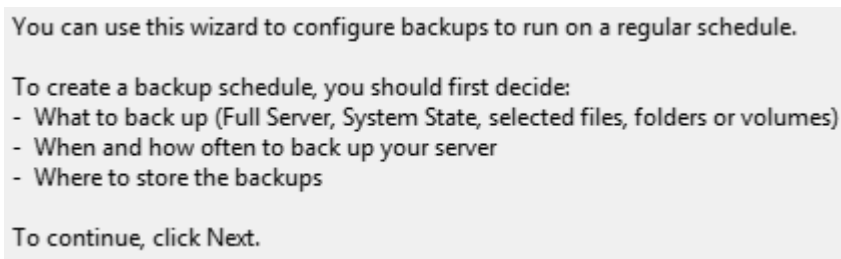 You can use this wizard to configure backups to run on a regular schedule.
To create a backup schedule, you should first decide:
- What to back up (Full Server, System State, selected files, folders or volumes)
- When and how often to back up your server
- Where to store the backups
To continue, click Next.